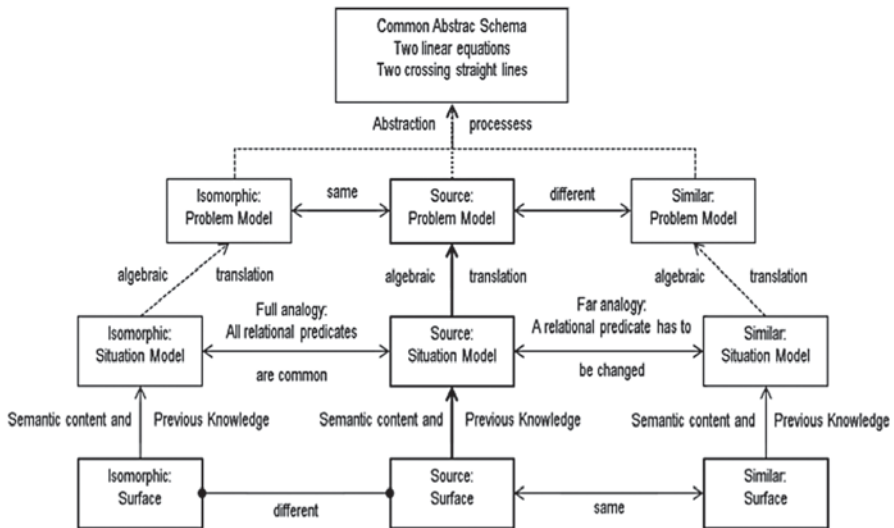 Common Abstrac Schema
Two linear equations
Two crossing straight lines
Abstraction processess
Isomorphic:
Problem Model
same
Source:
Problem Model
different
Similar:
Problem Model
algebraic translation
algebraic translation
algebraic translation
Isomorphic:
Situation Model
Full analogy:
All relational predicates
are common
Source:
Situation Model
Far analogy:
A relational predicate has to
be changed
Similar:
Situation Model
Semantic content and Previous Knowledge
Semantic content and Previous Knowledge
Semantic content and Previous Knowledge
Isomorphic:
Surface
different
Source:
Surface
same
Similar:
Surface